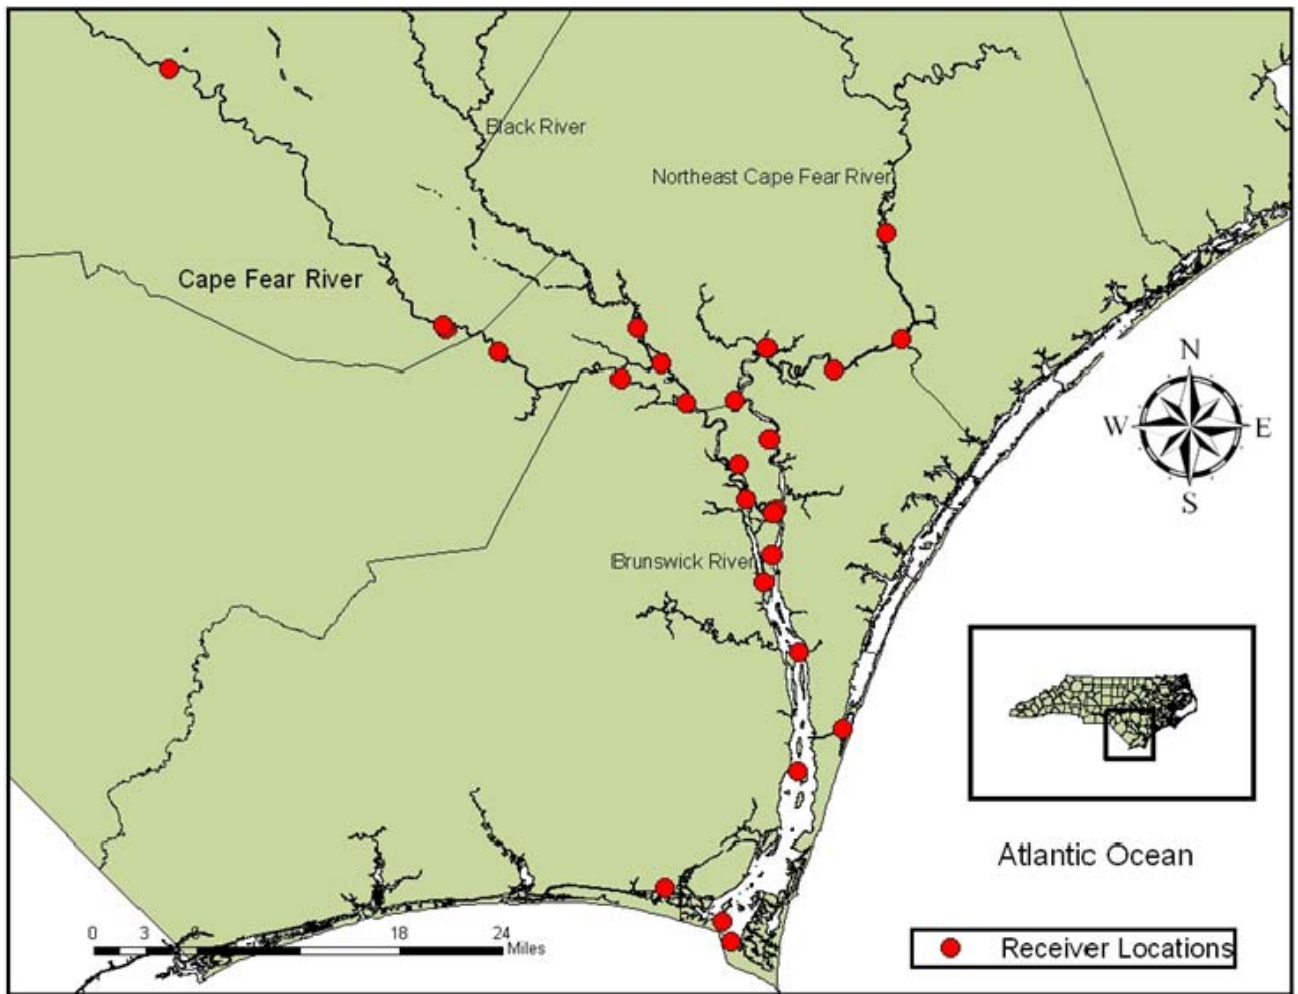 Black River
Northeast Cape Fear River
Cape Fear River
N
W
E
S
Brunswick River
Atlantic Ocean
0 3 6 18 24
Miles
Receiver Locations